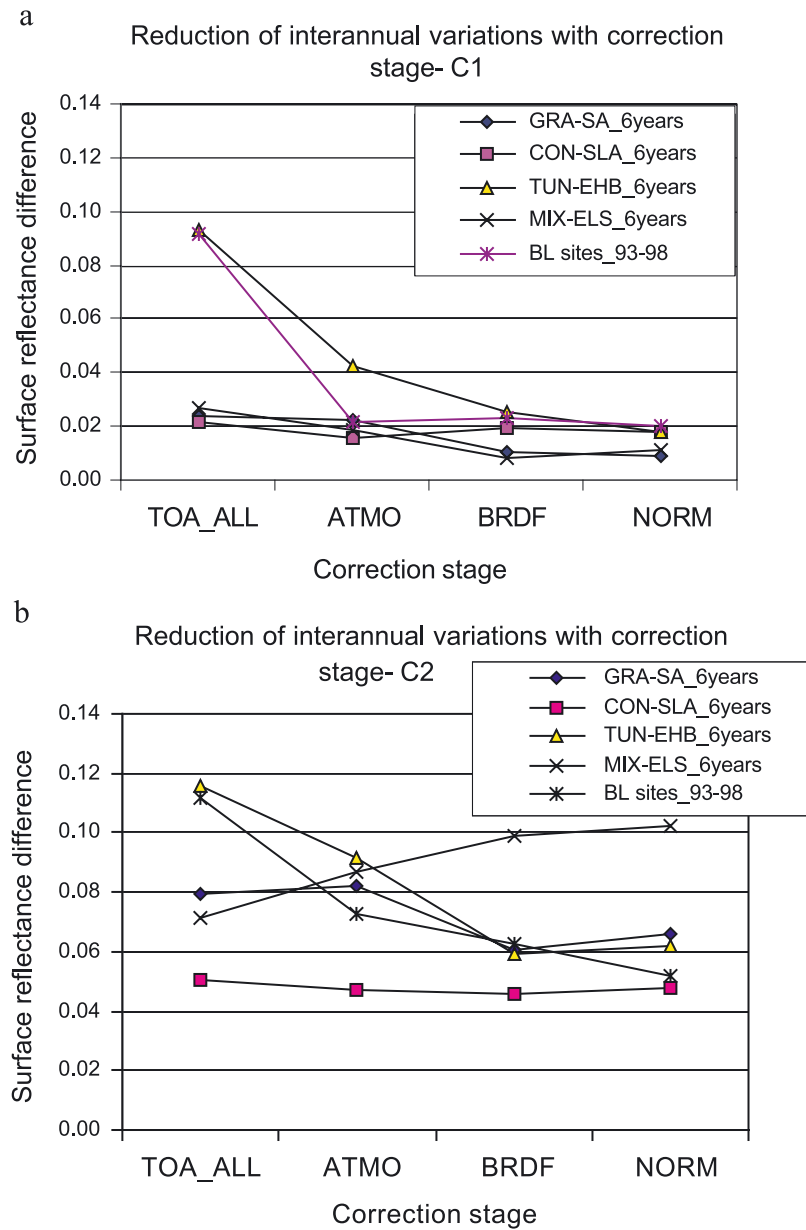 a
Reduction of interannual variations with correction
stage- C1
Surface reflectance difference
0.14
0.12
0.10
0.08
0.06
0.04
0.02
0.00
GRA-SA_6years
CON-SLA_6years
TUN-EHB_6years
MIX-ELS_6years
BL sites_93-98
TOA_ALL ATMO BRDF NORM
Correction stage
b
Reduction of interannual variations with correction
stage- C2
Surface reflectance difference
0.14
0.12
0.10
0.08
0.06
0.04
0.02
0.00
GRA-SA_6years
CON-SLA_6years
TUN-EHB_6years
MIX-ELS_6years
BL sites_93-98
TOA_ALL ATMO BRDF NORM
Correction stage